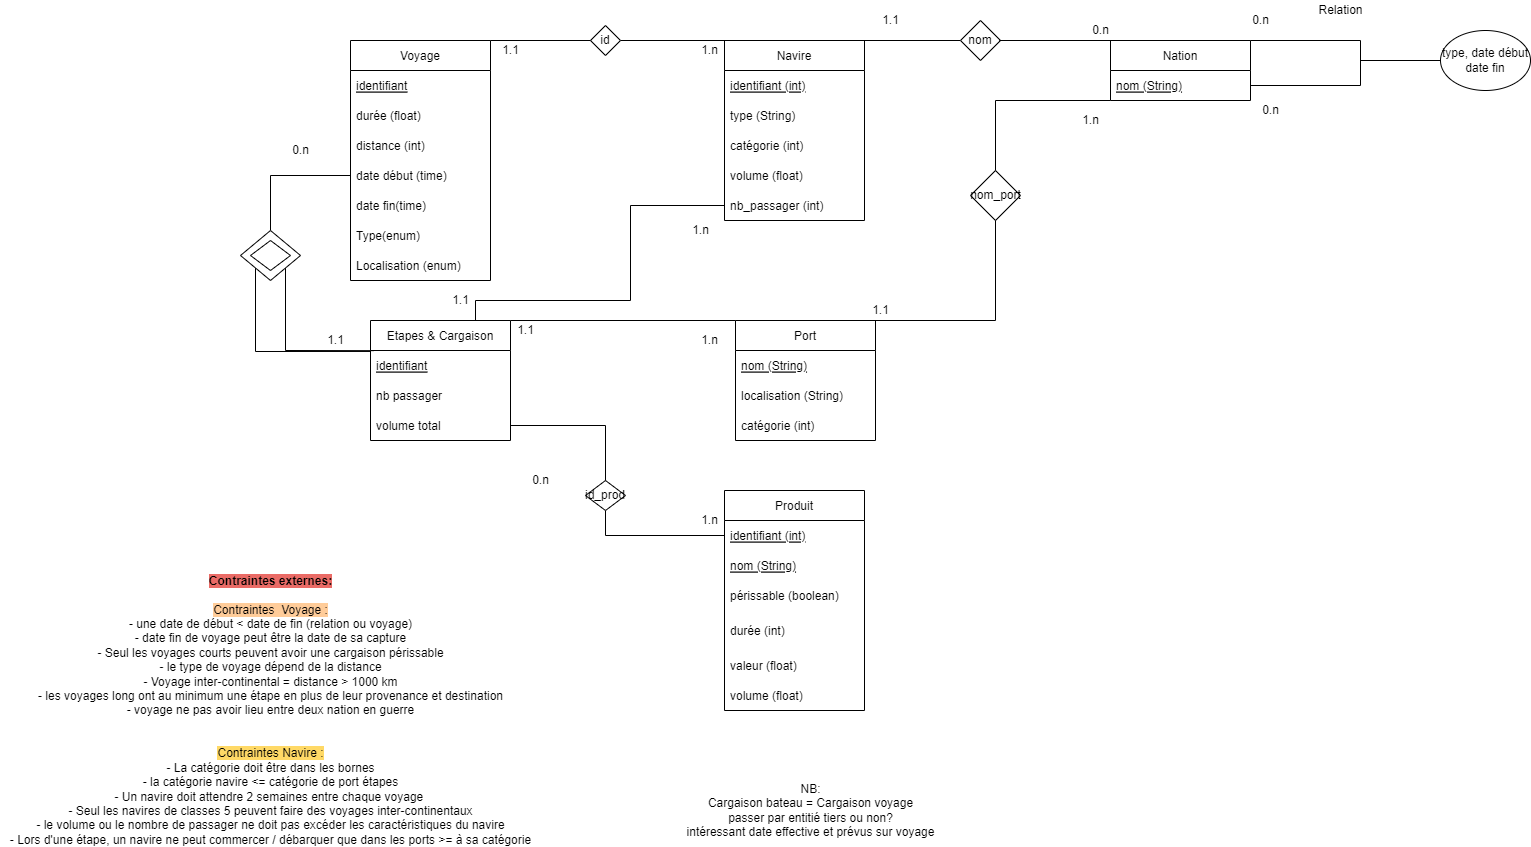 Relation
1.1
0.n
0.n
Voyage
1.1
id
1.n
Navire
nom
Nation
type, date début
date fin
identifiant
durée (float)
distance (int)
date début (time)
date fin(time)
Type(enum)
Localisation (enum)
identifiant (int)
type (String)
catégorie (int)
volume (float)
nb_passager (int)
nom (String)
0.n
1.n
0.n
nom_port
1.n
1.1
1.1
1.1
1.1
1.n
Etapes & Cargaison
identifiant
nb passager
volume total
Port
nom (String)
localisation (String)
catégorie (int)
0.n
id_prod
1.n
Produit
identifiant (int)
nom (String)
périssable (boolean)
durée (int)
valeur (float)
volume (float)
Contraintes externes:
Contraintes  Voyage :
- une date de début < date de fin (relation ou voyage)
- date fin de voyage peut être la date de sa capture
- Seul les voyages courts peuvent avoir une cargaison périssable
- le type de voyage dépend de la distance
- Voyage inter-continental = distance > 1000 km
- les voyages long ont au minimum une étape en plus de leur provenance et destination
- voyage ne pas avoir lieu entre deux nation en guerre
Contraintes Navire :
- La catégorie doit être dans les bornes
- la catégorie navire <= catégorie de port étapes
- Un navire doit attendre 2 semaines entre chaque voyage
- Seul les navires de classes 5 peuvent faire des voyages inter-continentaux
- le volume ou le nombre de passager ne doit pas excéder les caractéristiques du navire
- Lors d'une étape, un navire ne peut commercer / débarquer que dans les ports >= à sa catégorie
NB:
Cargaison bateau = Cargaison voyage
passer par entitié tiers ou non?
intéressant date effective et prévus sur voyage